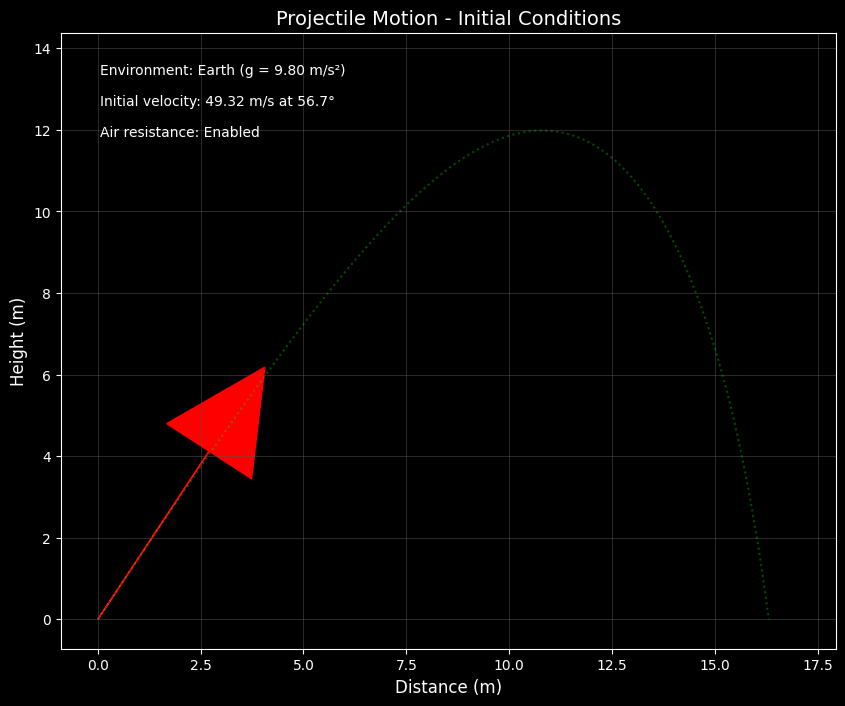 Projectile Motion - Initial Conditions
Environment: Earth (g = 9.80 m/s²)
Initial velocity: 49.32 m/s at 56.7°
Air resistance: Enabled
Height (m)
14
12
10
8
6
4
2
0
0.0 2.5 5.0 7.5 10.0 12.5 15.0 17.5
Distance (m)